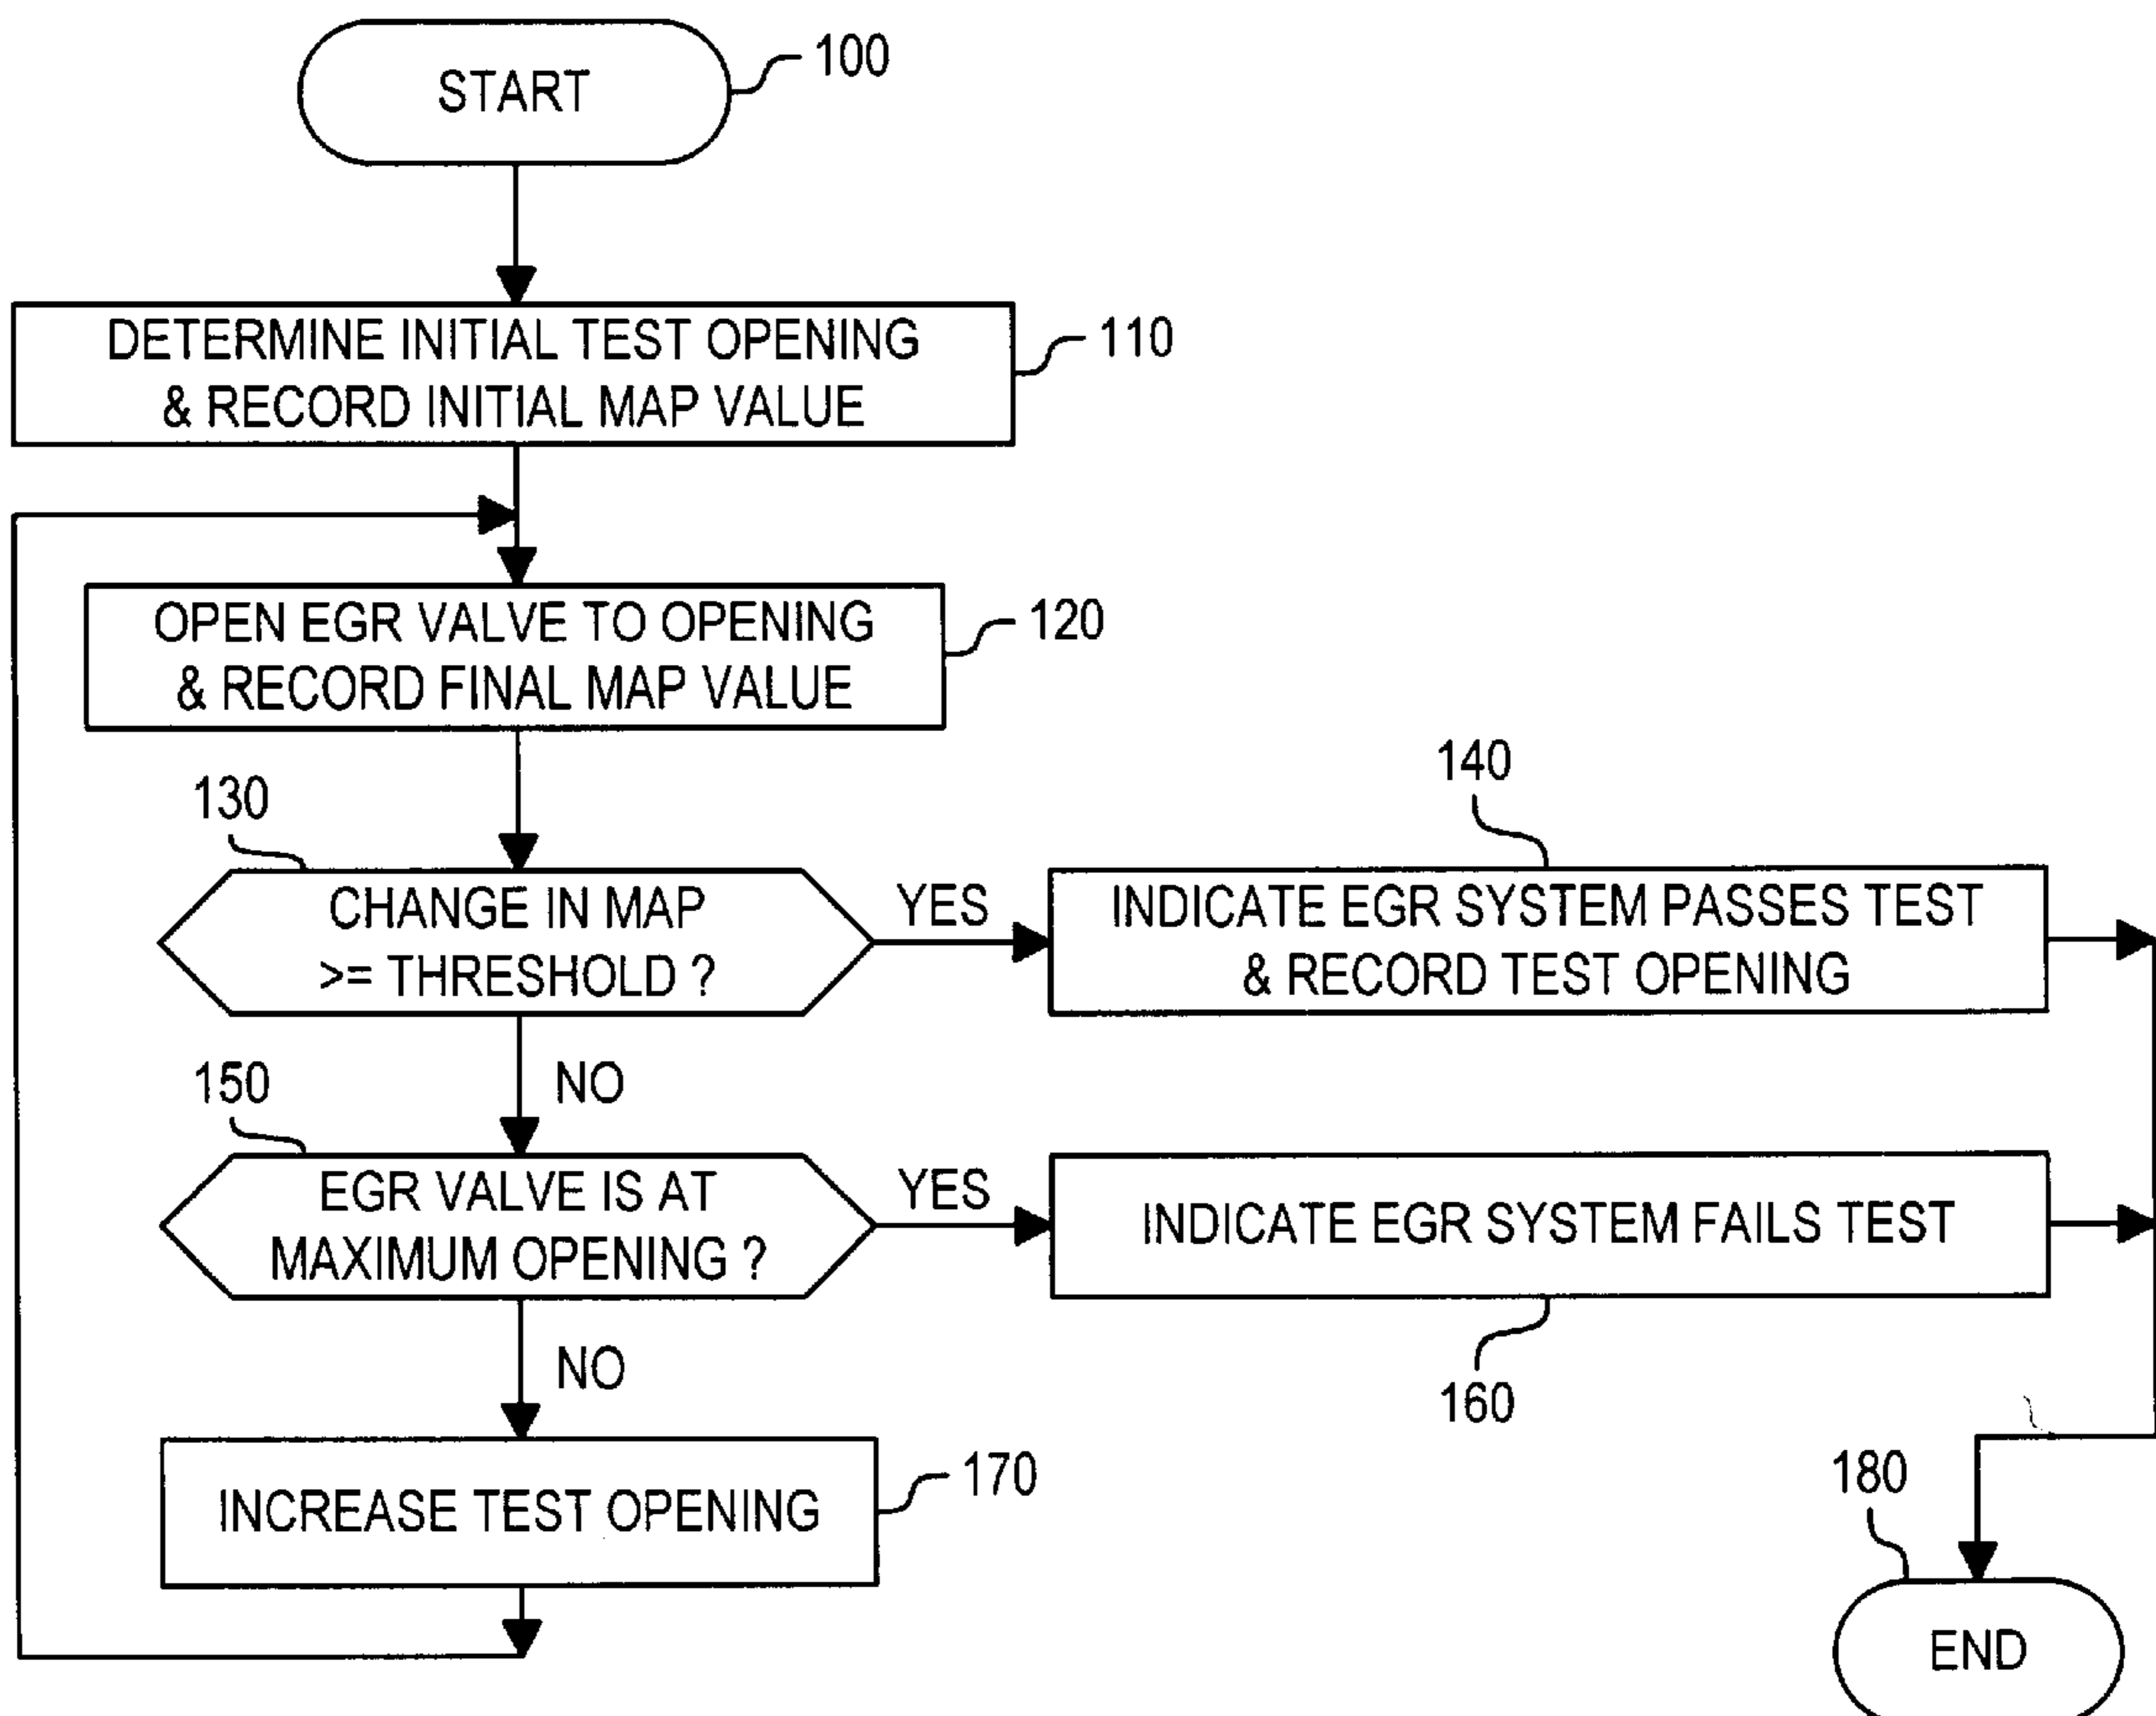 START
100
DETERMINE INITIAL TEST OPENING
& RECORD INITIAL MAP VALUE
110
OPEN EGR VALVE TO OPENING
& RECORD FINAL MAP VALUE
120
130
CHANGE IN MAP
>= THRESHOLD ?
YES
140
INDICATE EGR SYSTEM PASSES TEST
& RECORD TEST OPENING
NO
150
EGR VALVE IS AT
MAXIMUM OPENING ?
YES
INDICATE EGR SYSTEM FAILS TEST
160
NO
INCREASE TEST OPENING
170
180
END